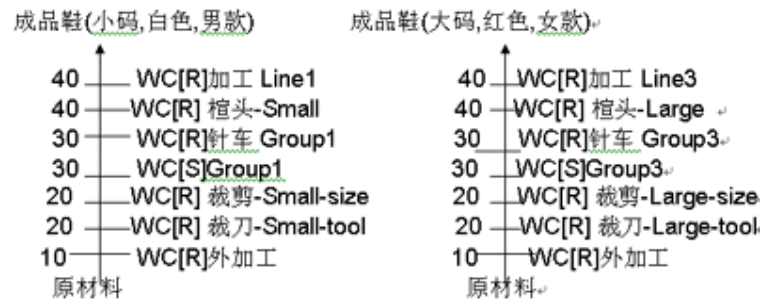 成品鞋(小码,白色,男款)
40 WC[R]加工 Line1
40 WC[R] 楦头-Small
30 WC[R]针车 Group1
30 WC[S]Group1
20 WC[R] 裁剪-Small-size
20 WC[R] 裁刀-Small-tool
10 WC[R]外加工
原材料
成品鞋(大码,红色,女款)
40 WC[R]加工 Line3
40 WC[R] 楦头-Large
30 WC[R]针车 Group3
30 WC[S]Group3
20 WC[R] 裁剪-Large-size
20 WC[R] 裁刀-Large-tool
10 WC[R]外加工
原材料